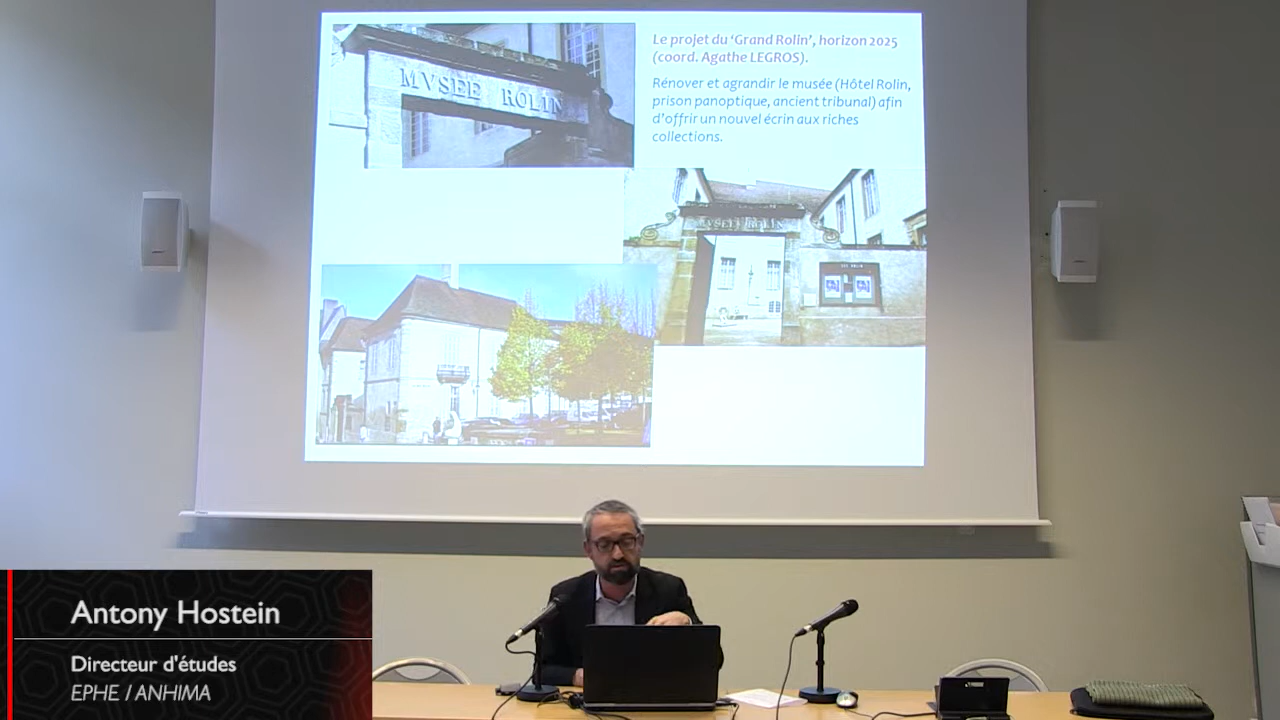 MVSEE ROLIN
Le projet du ‘Grand Rolin’, horizon 2025
(coord. Agathe LEGROS).
Rénover et agrandir le musée (Hôtel Rolin,
prison panoptique, ancient tribunal) afin
d’offrir un nouvel écrin aux riches
collections.
MVSEE ROLIN
Antony Hostein
Directeur d'études
EPHE / ANHIMA